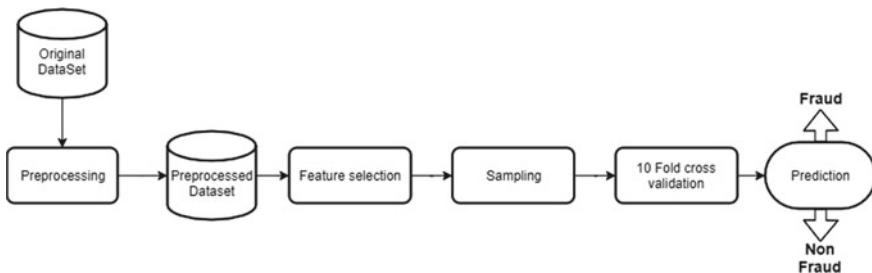 Original
DataSet
Fraud
Preprocessing
Preprocessed
Dataset
Feature selection
Sampling
10 Fold cross
validation
Prediction
Non
Fraud